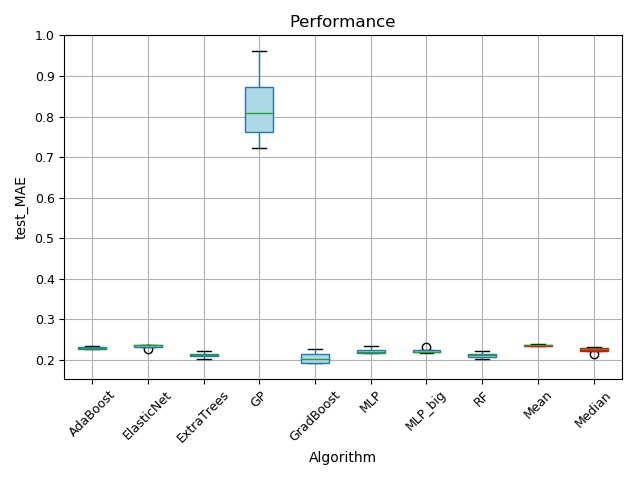 Performance
1.0
0.9
0.8
0.7
0.6
0.5
0.4
0.3
0.2
test_MAE
AdaBoost
ElasticNet
ExtraTrees
GP
GradBoost
MLP
MLP_big
RF
Mean
Median
Algorithm